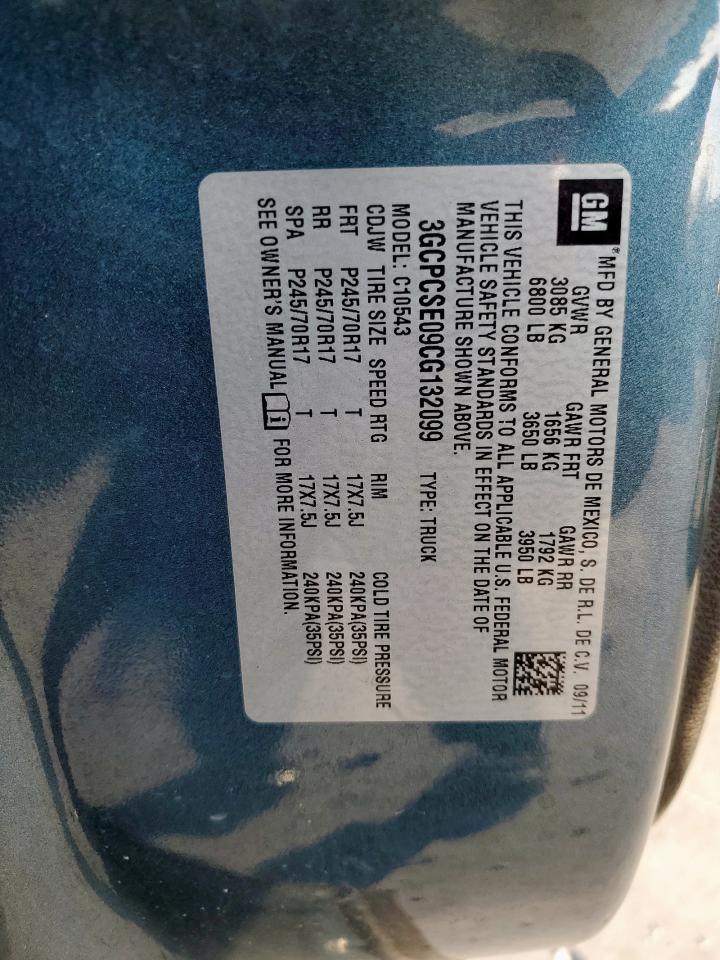 GM ® MFD BY GENERAL MOTORS DE MEXICO, S. DE R.L. DE C.V. 09/11
GVWR GAWR FRT GAWR RR
3085 KG 1656 KG 1792 KG
6800 LB 3650 LB 3950 LB
THIS VEHICLE CONFORMS TO ALL APPLICABLE U.S. FEDERAL MOTOR
VEHICLE SAFETY STANDARDS IN EFFECT ON THE DATE OF
MANUFACTURE SHOWN ABOVE.
3GCPCSE09CG132099 TYPE: TRUCK
MODEL: C10543
CDJW TIRE SIZE SPEED RTG RIM COLD TIRE PRESSURE
FRT P245/70R17 T 17X7.5J 240KPA(35PSI)
RR P245/70R17 T 17X7.5J 240KPA(35PSI)
SPA P245/70R17 T 17X7.5J 240KPA(35PSI)
SEE OWNER'S MANUAL i FOR MORE INFORMATION.